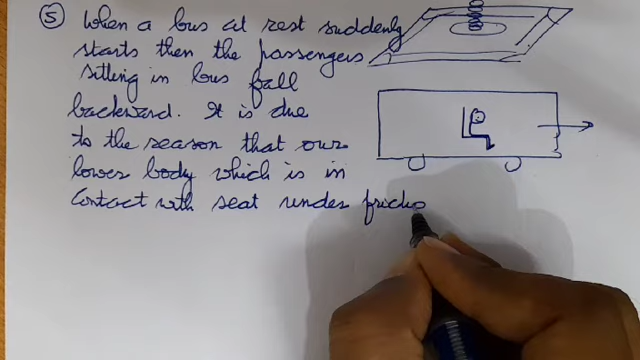 ⑤ When a bus at rest suddenly
starts then the passengers
sitting in bus fall
backward. It is due
to the reason that our
lower body which is in
contact with seat under frictio